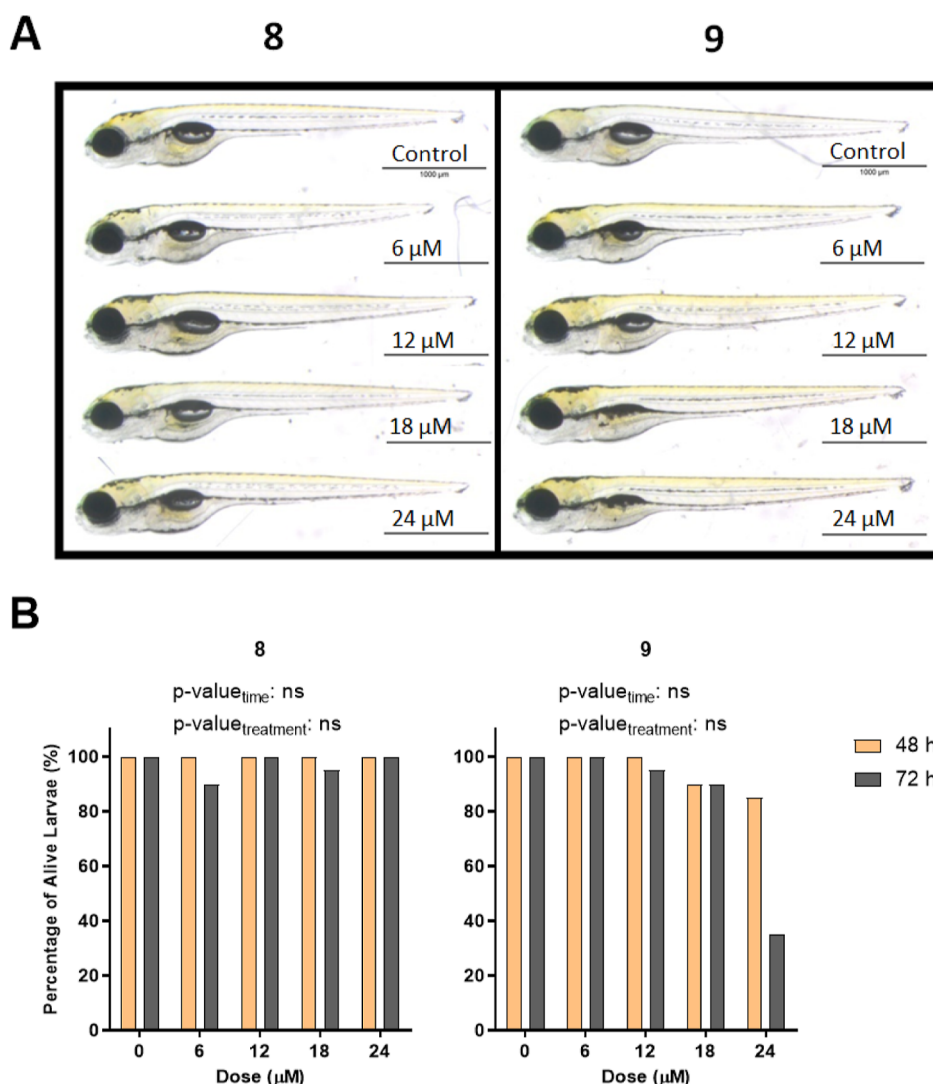 A
8
9
Control
1000 µm
6 µM
12 µM
18 µM
24 µM
Control
1000 µm
6 µM
12 µM
18 µM
24 µM
B
8
p-valuetime: ns
p-valuetreatment: ns
Percentage of Alive Larvae (%)
100
80
60
40
20
0
0 6 12 18 24
Dose (µM)
9
p-valuetime: ns
p-valuetreatment: ns
100
80
60
40
20
0
0 6 12 18 24
Dose (µM)
48 h
72 h